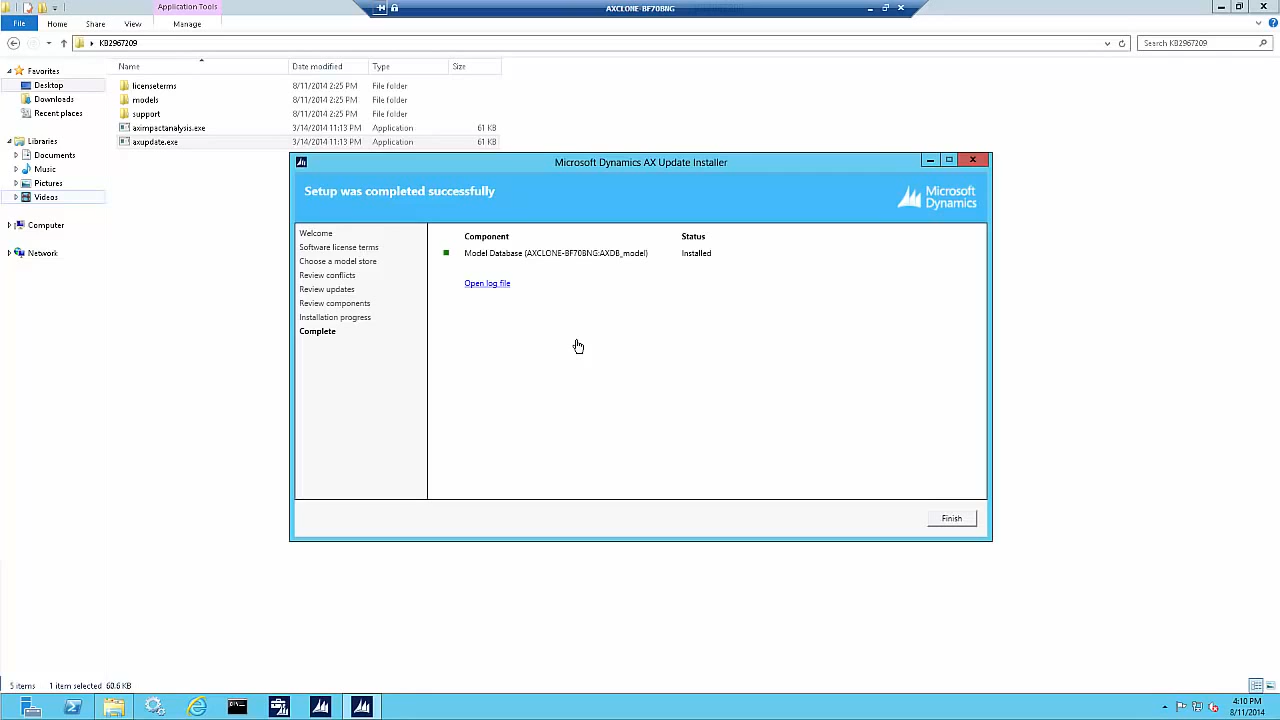 Application Tools
AXCLONE-BF70BNG
File
Home
Share
View
Manage
KB2967209
Search KB2967209
Name
Date modified
Type
Size
Favorites
Desktop
Downloads
Recent places
Libraries
Documents
Music
Pictures
Videos
Computer
Network
licenseterms 8/11/2014 2:25 PM File folder
models 8/11/2014 2:25 PM File folder
support 8/11/2014 2:25 PM File folder
aximpactanalysis.exe 3/14/2014 11:13 PM Application 61 KB
axupdate.exe 3/14/2014 11:13 PM Application 61 KB
Microsoft Dynamics AX Update Installer
Setup was completed successfully
Microsoft
Dynamics
Welcome
Software license terms
Choose a model store
Review conflicts
Review updates
Review components
Installation progress
Complete
Component Status
Model Database (AXCLONE-BF70BNG:AXDB_model) Installed
Open log file
Finish
5 items 1 item selected 60.6 KB
4:10 PM
8/11/2014